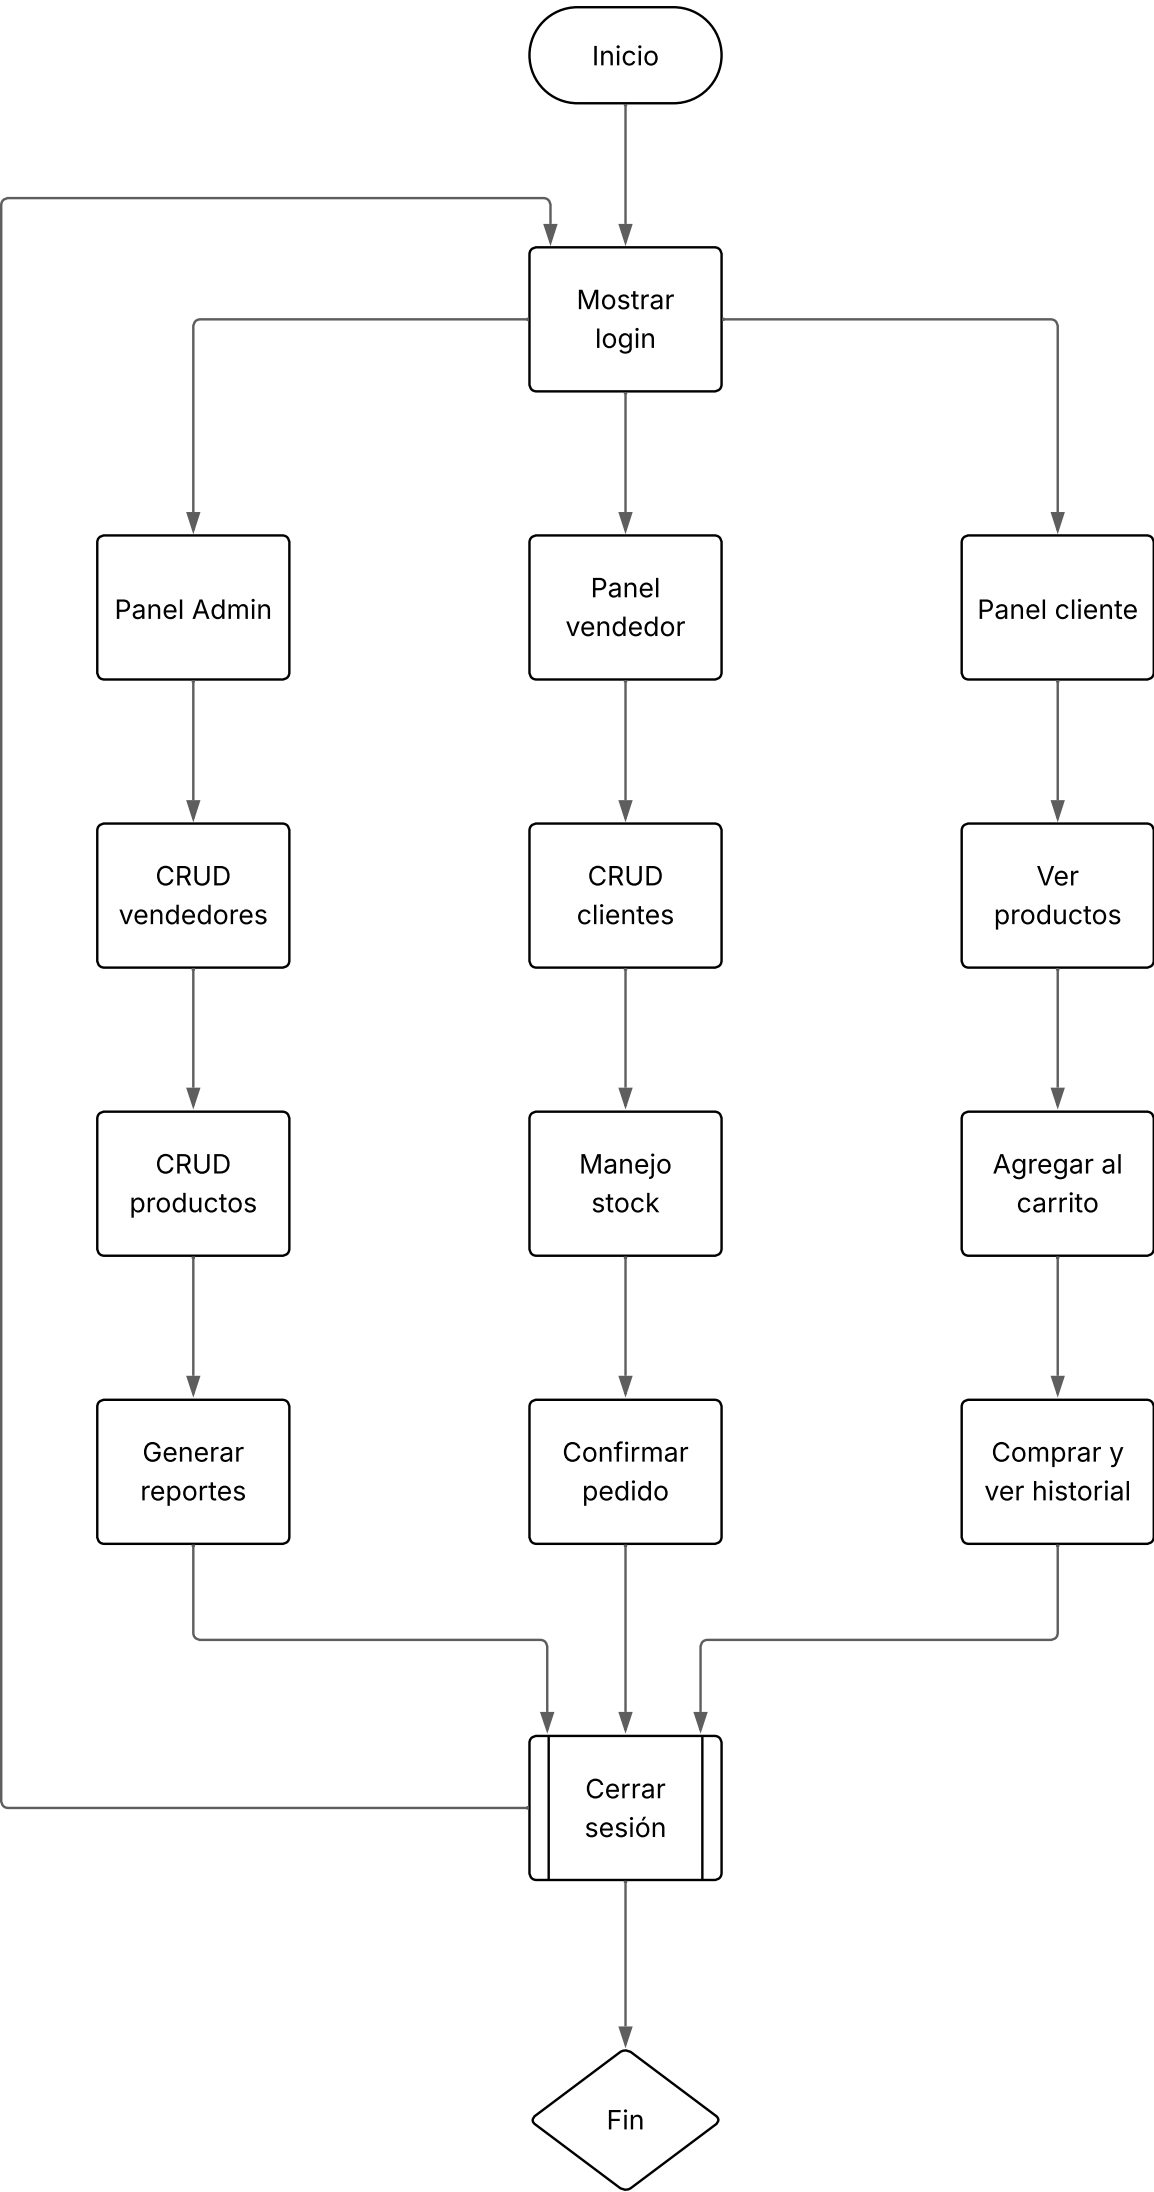 Inicio
Mostrar
login
Panel Admin
Panel
vendedor
Panel cliente
CRUD
vendedores
CRUD
clientes
Ver
productos
CRUD
productos
Manejo
stock
Agregar al
carrito
Generar
reportes
Confirmar
pedido
Comprar y
ver historial
Cerrar
sesión
Fin